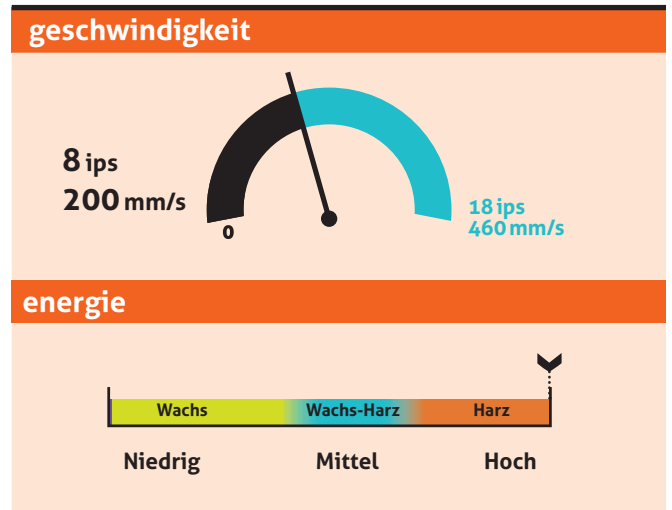 geschwindigkeit
8 ips
200 mm/s
0
18 ips
460 mm/s
energie
Wachs Wachs-Harz Harz
Niedrig Mittel Hoch